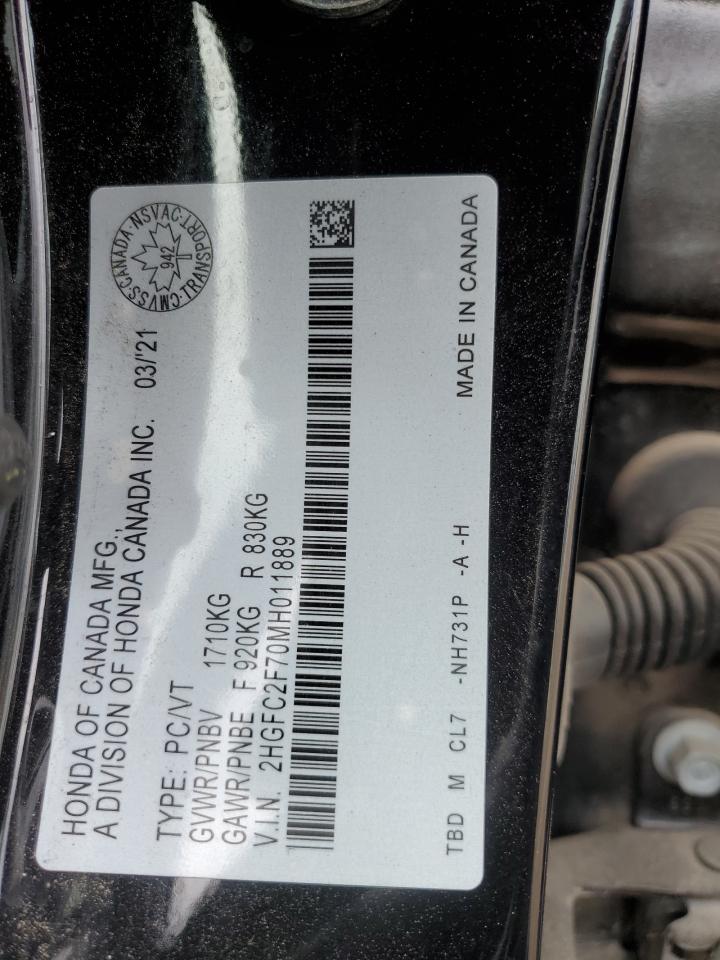 HONDA OF CANADA MFG.,
A DIVISION OF HONDA CANADA INC. 03/'21
CMVSS-CANADA-NSVAC-TRANSPORT-
942
TYPE: PC/VT
GVWR/PNBV 1710KG
GAWR/PNBE F 920KG R 830KG
V.I.N. 2HGFC2F70MH011889
TBD M CL7 -NH731P -A -H MADE IN CANADA